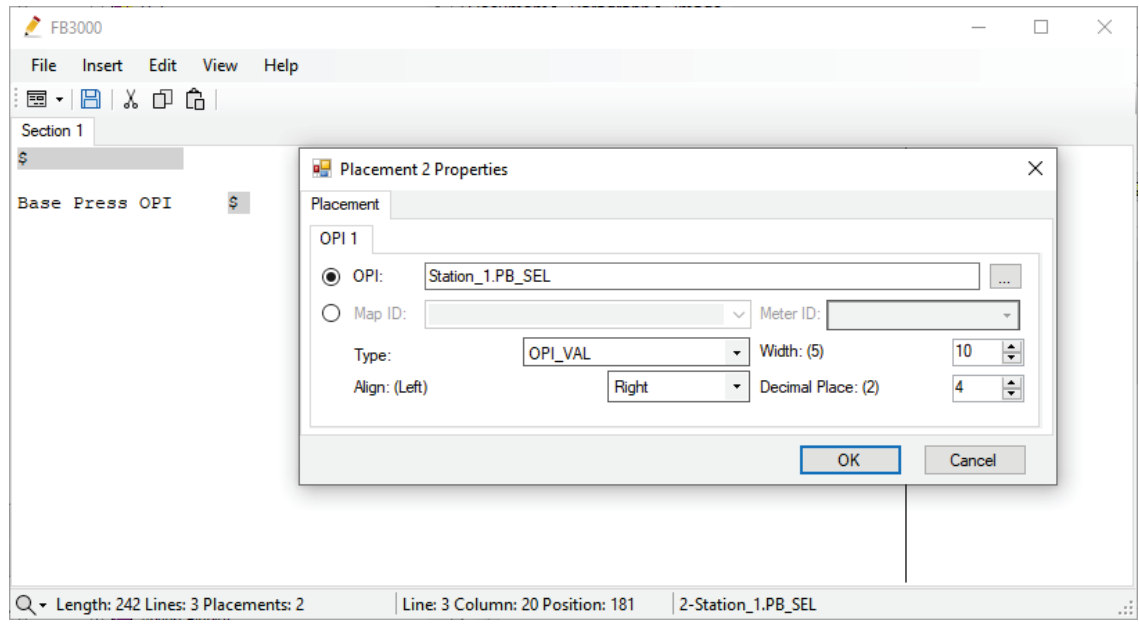 FB3000
File Insert Edit View Help
Section 1
$
Base Press OPI $
Placement 2 Properties
Placement
OPI 1
OPI: Station_1.PB_SEL ...
Map ID: Meter ID:
Type: OPI_VAL Width: (5) 10
Align: (Left) Right Decimal Place: (2) 4
OK Cancel
Length: 242 Lines: 3 Placements: 2 Line: 3 Column: 20 Position: 181 2-Station_1.PB_SEL